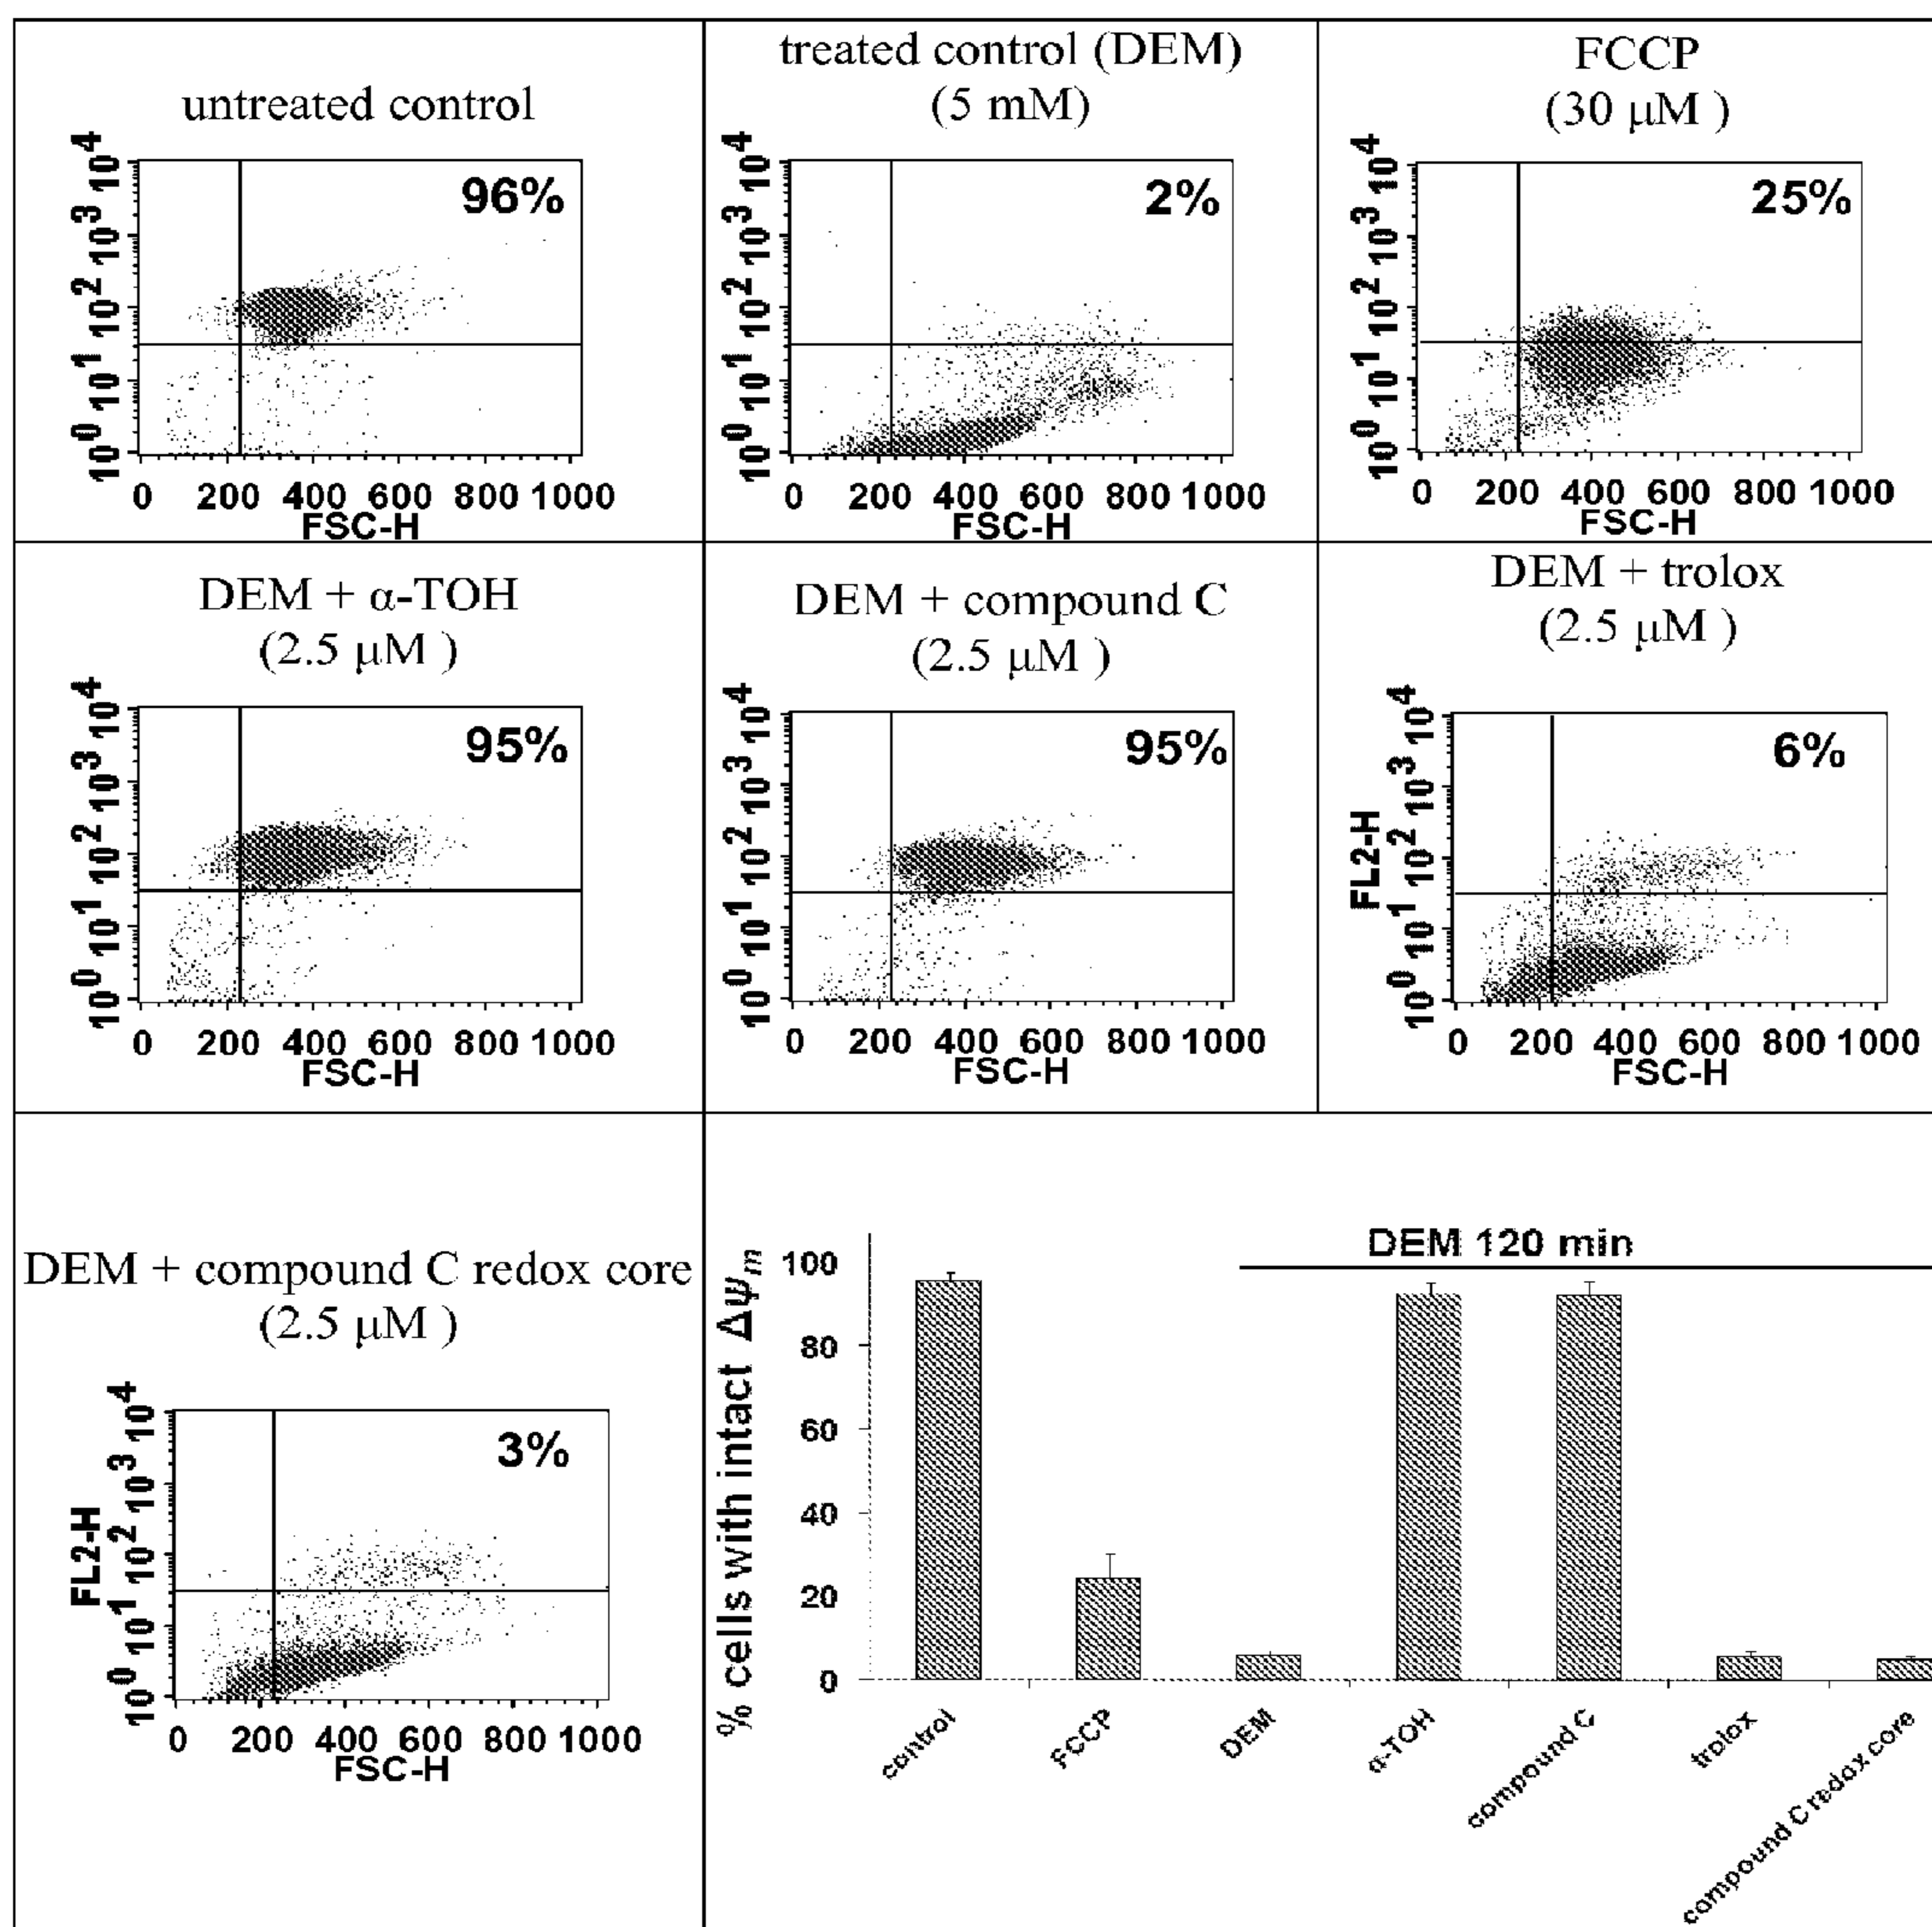 untreated control
96%
10^4
10^3
10^2
10^1
10^0
0 200 400 600 800 1000
FSC-H
treated control (DEM)
(5 mM)
2%
10^4
10^3
10^2
10^1
10^0
0 200 400 600 800 1000
FSC-H
FCCP
(30 μM )
25%
10^4
10^3
10^2
10^1
10^0
0 200 400 600 800 1000
FSC-H
DEM + α-TOH
(2.5 μM )
95%
10^4
10^3
10^2
10^1
10^0
0 200 400 600 800 1000
FSC-H
DEM + compound C
(2.5 μM )
95%
10^4
10^3
10^2
10^1
10^0
0 200 400 600 800 1000
FSC-H
DEM + trolox
(2.5 μM )
6%
FL2-H
10^4
10^3
10^2
10^1
10^0
0 200 400 600 800 1000
FSC-H
DEM + compound C redox core
(2.5 μM )
3%
FL2-H
10^4
10^3
10^2
10^1
10^0
0 200 400 600 800 1000
FSC-H
DEM 120 min
% cells with intact Δψm
100
80
60
40
20
0
control
FCCP
DEM
α-TOH
compound C
trolox
compound C redox core